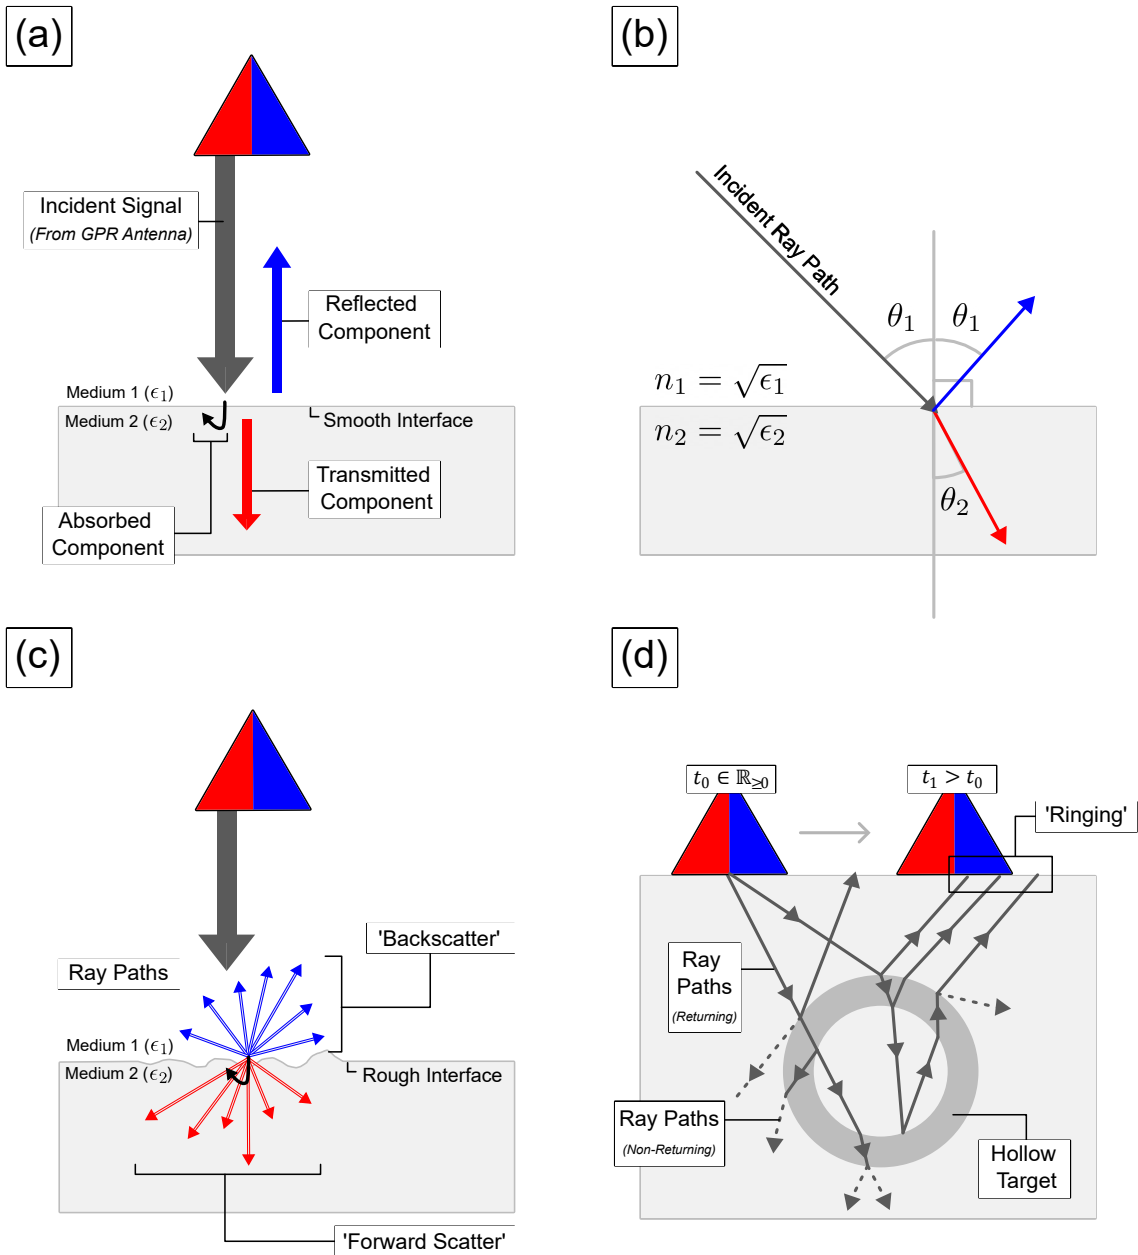 (a)
Incident Signal
(From GPR Antenna)
Reflected
Component
Medium 1 (ϵ₁)
Medium 2 (ϵ₂)
Smooth Interface
Transmitted
Component
Absorbed
Component
(b)
Incident Ray Path
θ₁ θ₁
n₁ = √ϵ₁
n₂ = √ϵ₂
θ₂
(c)
'Backscatter'
Ray Paths
Medium 1 (ϵ₁)
Medium 2 (ϵ₂)
Rough Interface
'Forward Scatter'
(d)
t₀ ∈ ℝ≥₀
t₁ > t₀
'Ringing'
Ray
Paths
(Returning)
Ray Paths
(Non-Returning)
Hollow
Target